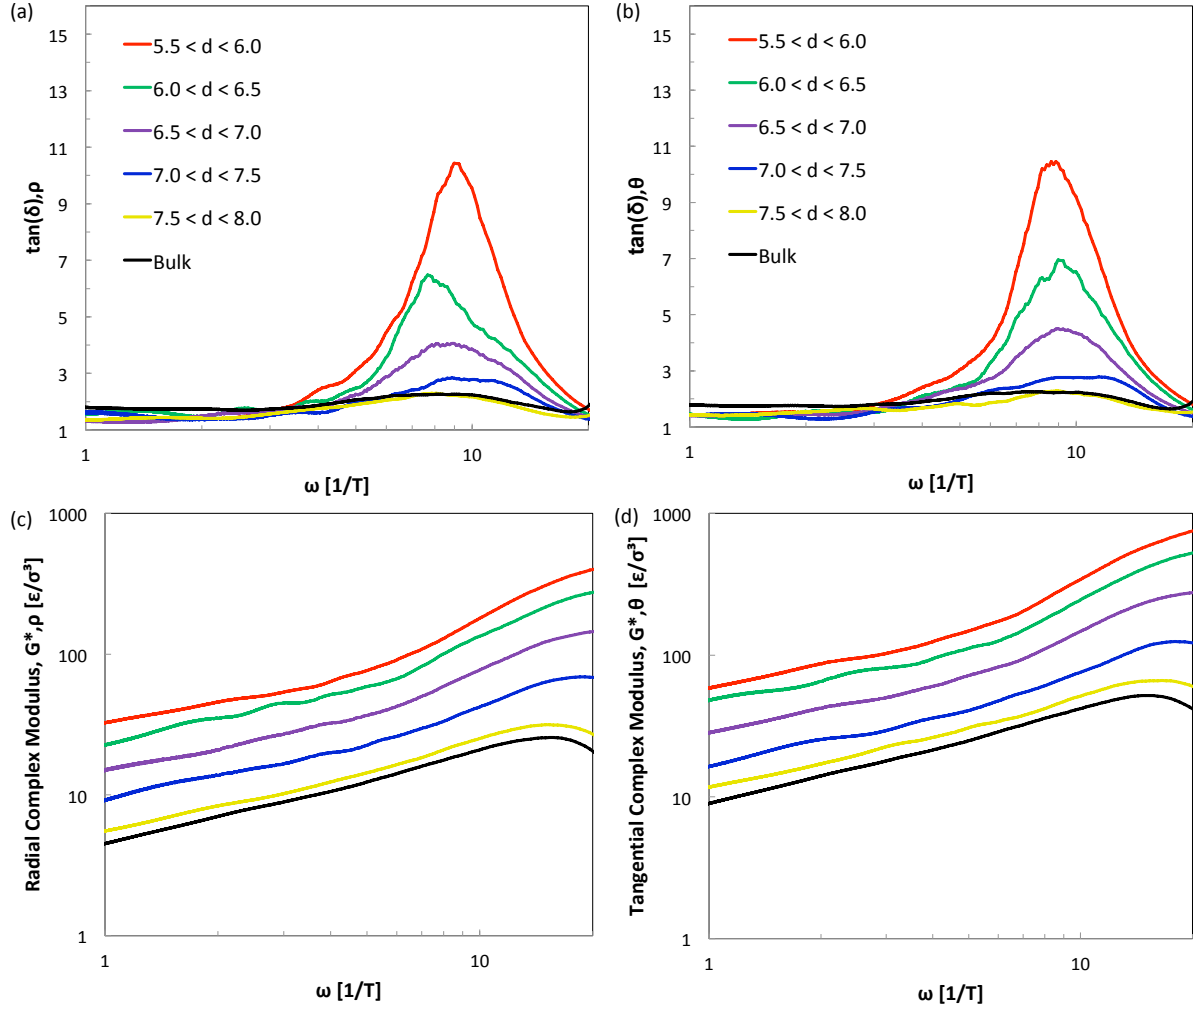 (a)
15
13
11
9
7
5
3
1
tan(δ),ρ
5.5 < d < 6.0
6.0 < d < 6.5
6.5 < d < 7.0
7.0 < d < 7.5
7.5 < d < 8.0
Bulk
1
10
ω [1/T]
(b)
15
13
11
9
7
5
3
1
tan(δ),θ
5.5 < d < 6.0
6.0 < d < 6.5
6.5 < d < 7.0
7.0 < d < 7.5
7.5 < d < 8.0
Bulk
1
10
ω [1/T]
(c)
1000
100
10
1
Radial Complex Modulus, G*,ρ [ε/σ³]
1
10
ω [1/T]
(d)
1000
100
10
1
Tangential Complex Modulus, G*,θ [ε/σ³]
1
10
ω [1/T]